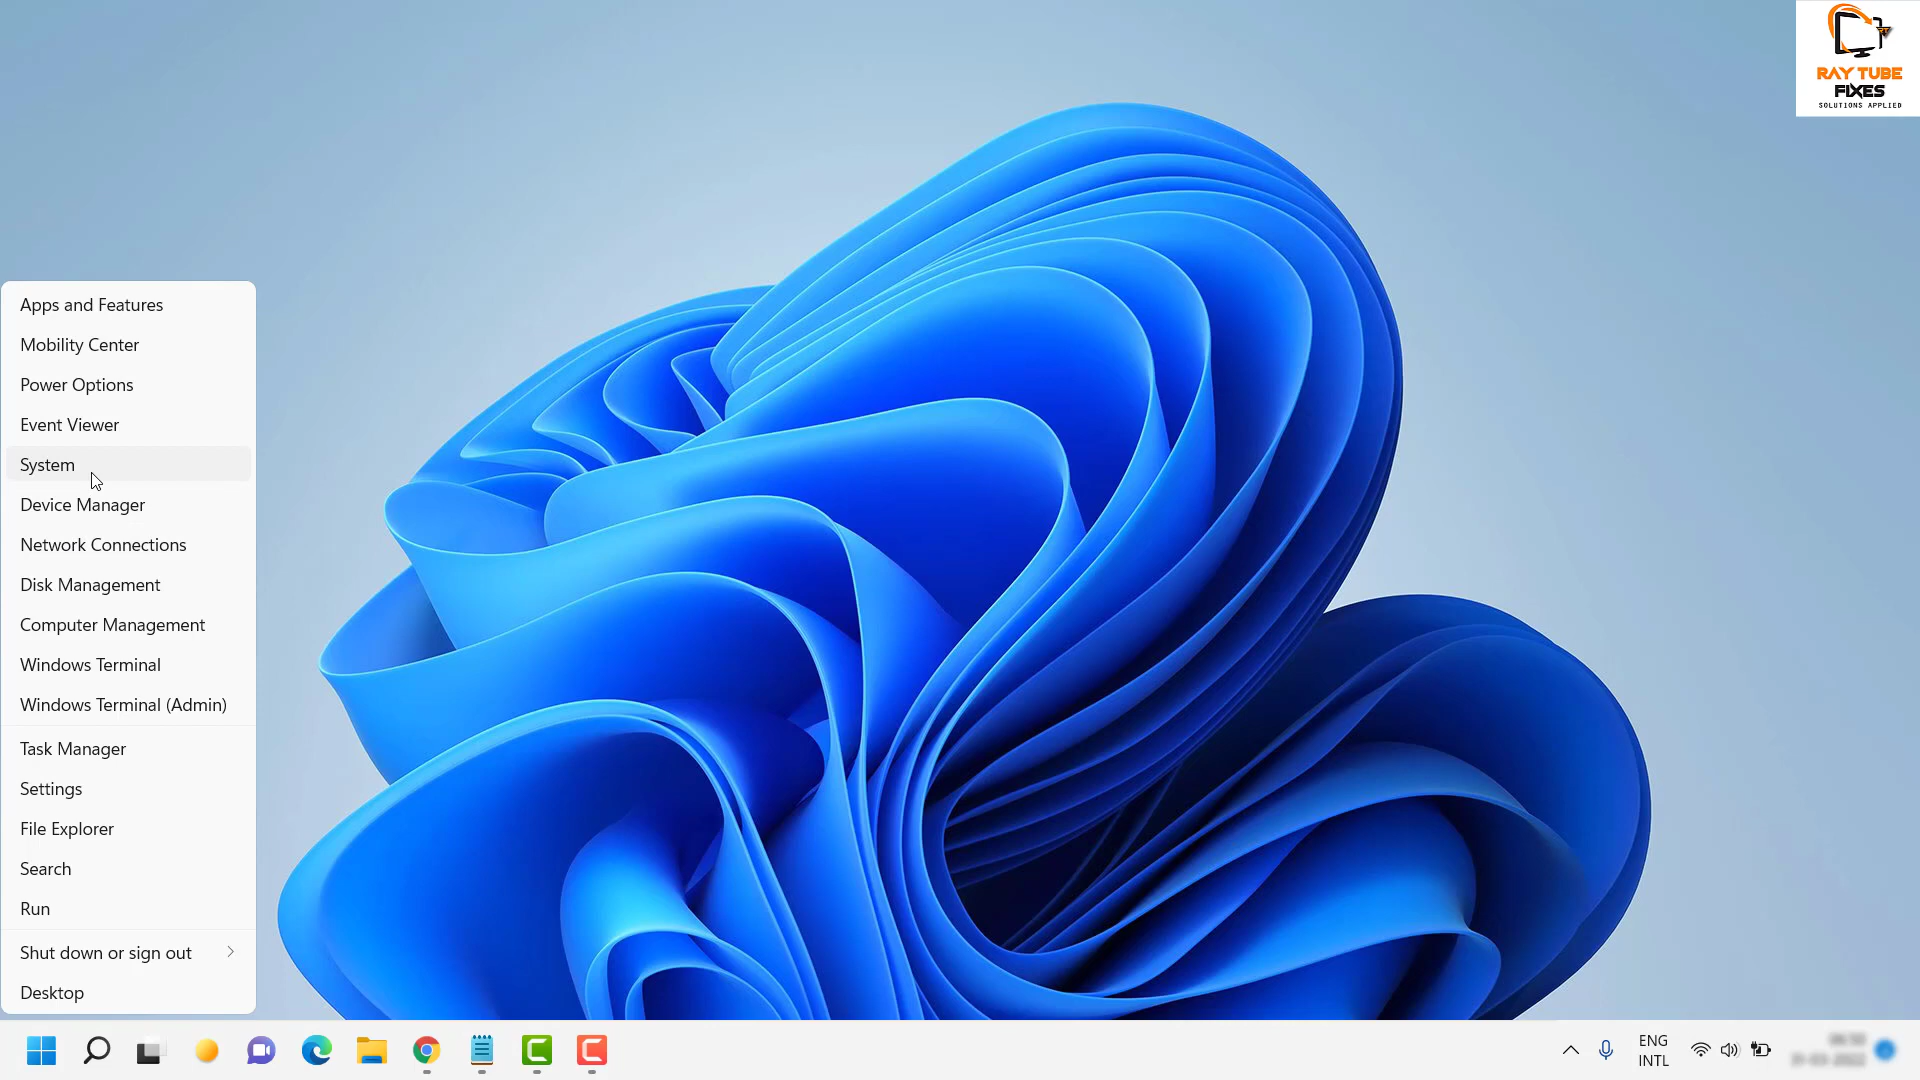 RAY TUBE
FIXES
SOLUTIONS APPLIED
Apps and Features
Mobility Center
Power Options
Event Viewer
System
Device Manager
Network Connections
Disk Management
Computer Management
Windows Terminal
Windows Terminal (Admin)
Task Manager
Settings
File Explorer
Search
Run
Shut down or sign out
Desktop
ENG
INTL